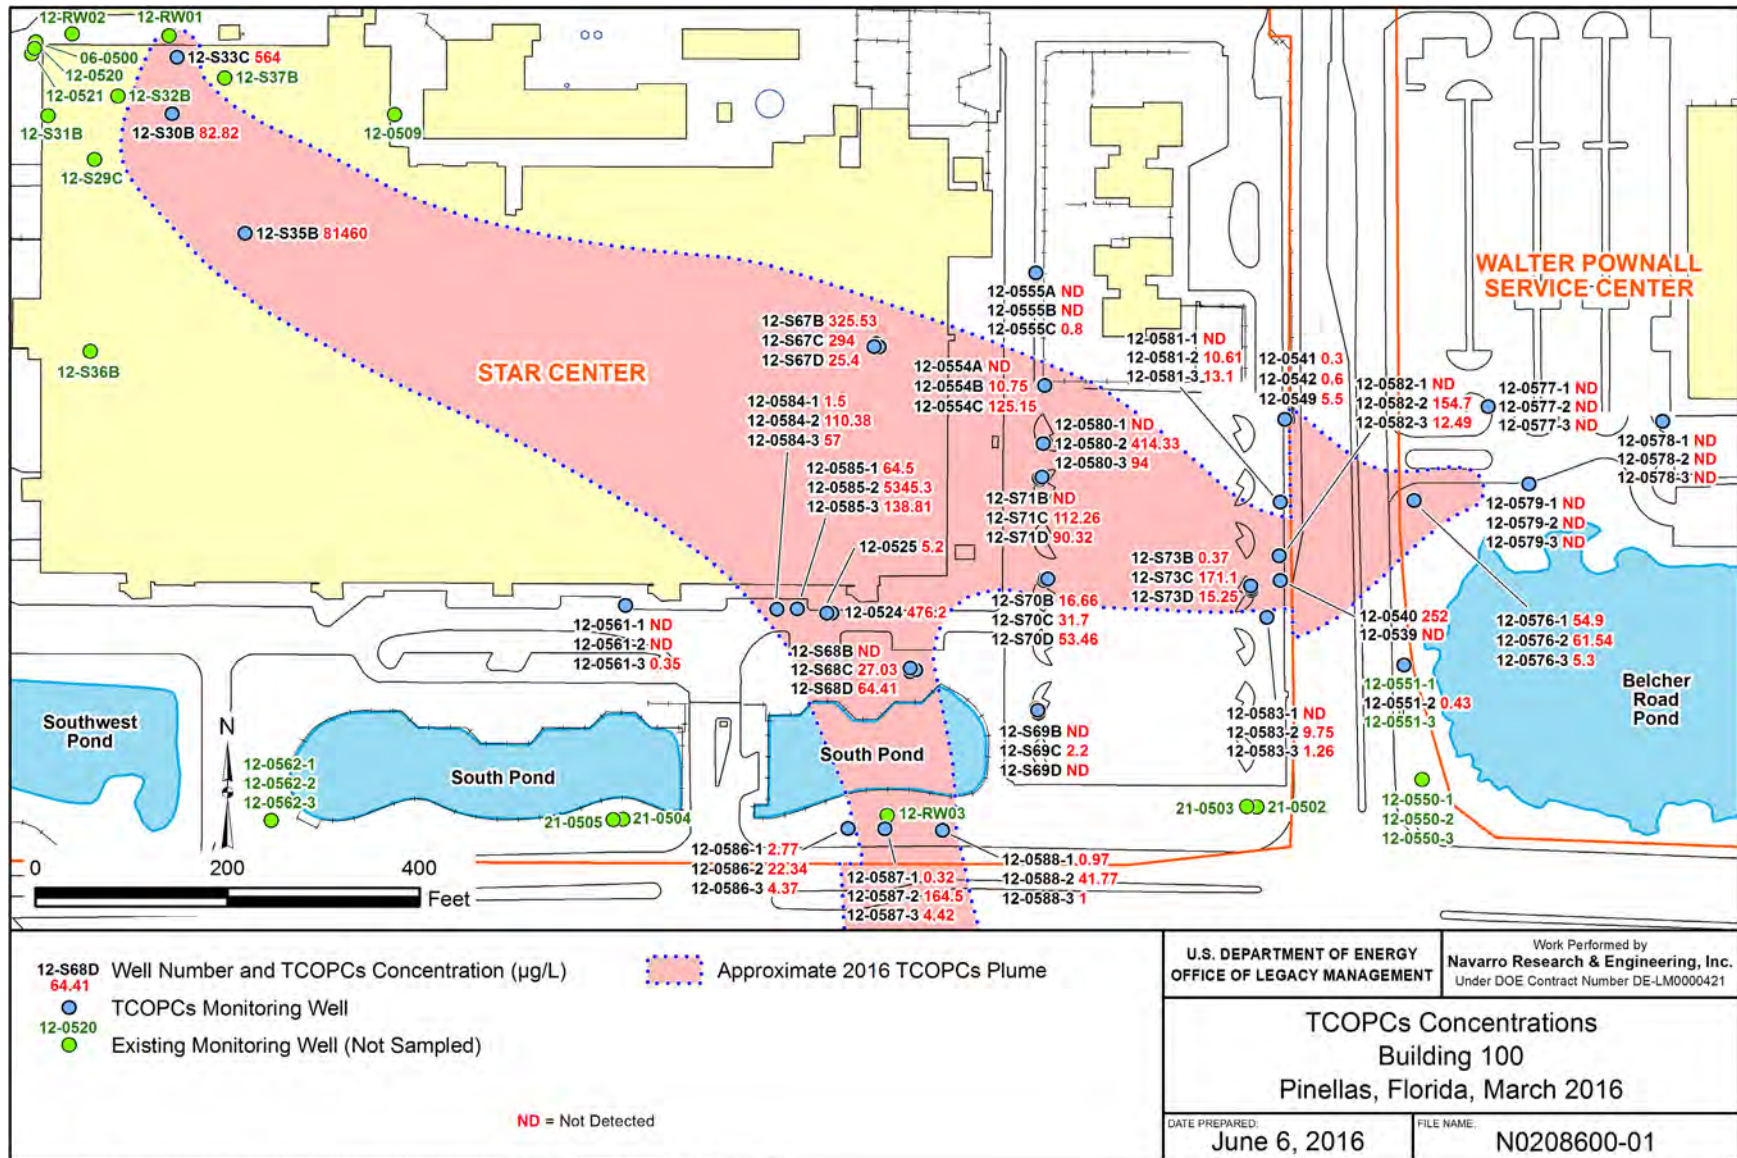 12-RW02
12-RW01
06-0500
12-0520
12-0521
12-S33C 564
12-S37B
12-S32B
12-S31B
12-S30B 82.82
12-0509
12-S29C
12-S35B 81460
12-S36B
STAR CENTER
WALTER POWNALL
SERVICE CENTER
12-0555A ND
12-0555B ND
12-0555C 0.8
12-S67B 325.53
12-S67C 294
12-S67D 25.4
12-0554A ND
12-0554B 10.75
12-0554C 125.15
12-0581-1 ND
12-0581-2 10.61
12-0581-3 13.1
12-0541 0.3
12-0542 0.6
12-0549 5.5
12-0582-1 ND
12-0582-2 154.7
12-0582-3 12.49
12-0577-1 ND
12-0577-2 ND
12-0577-3 ND
12-0578-1 ND
12-0578-2 ND
12-0578-3 ND
12-0584-1 1.5
12-0584-2 110.38
12-0584-3 57
12-0580-1 ND
12-0580-2 414.33
12-0580-3 94
12-0585-1 64.5
12-0585-2 5345.3
12-0585-3 138.81
12-S71B ND
12-S71C 112.26
12-S71D 90.32
12-0579-1 ND
12-0579-2 ND
12-0579-3 ND
12-0525 5.2
12-S73B 0.37
12-S73C 171.1
12-S73D 15.25
12-0524 476.2
12-S70B 16.66
12-S70C 31.7
12-S70D 53.46
12-0540 252
12-0539 ND
12-0576-1 54.9
12-0576-2 61.54
12-0576-3 5.3
12-0561-1 ND
12-0561-2 ND
12-0561-3 0.35
12-S68B ND
12-S68C 27.03
12-S68D 64.41
12-0551-1
12-0551-2 0.43
12-0551-3
Belcher
Road
Pond
Southwest
Pond
N
12-0562-1
12-0562-2
12-0562-3
South Pond
South Pond
12-S69B ND
12-S69C 2.2
12-S69D ND
12-0583-1 ND
12-0583-2 9.75
12-0583-3 1.26
21-0505
21-0504
12-RW03
21-0503
21-0502
12-0550-1
12-0550-2
12-0550-3
12-0586-1 2.77
12-0586-2 22.34
12-0586-3 4.37
12-0587-1 0.32
12-0587-2 164.5
12-0587-3 4.42
12-0588-1 0.97
12-0588-2 41.77
12-0588-3 1
0 200 400
Feet
12-S68D
64.41
Well Number and TCOPCs Concentration (µg/L)
TCOPCs Monitoring Well
12-0520
Existing Monitoring Well (Not Sampled)
Approximate 2016 TCOPCs Plume
ND = Not Detected
U.S. DEPARTMENT OF ENERGY
OFFICE OF LEGACY MANAGEMENT
Work Performed by
Navarro Research & Engineering, Inc.
Under DOE Contract Number DE-LM0000421
TCOPCs Concentrations
Building 100
Pinellas, Florida, March 2016
DATE PREPARED:
June 6, 2016
FILE NAME:
N0208600-01